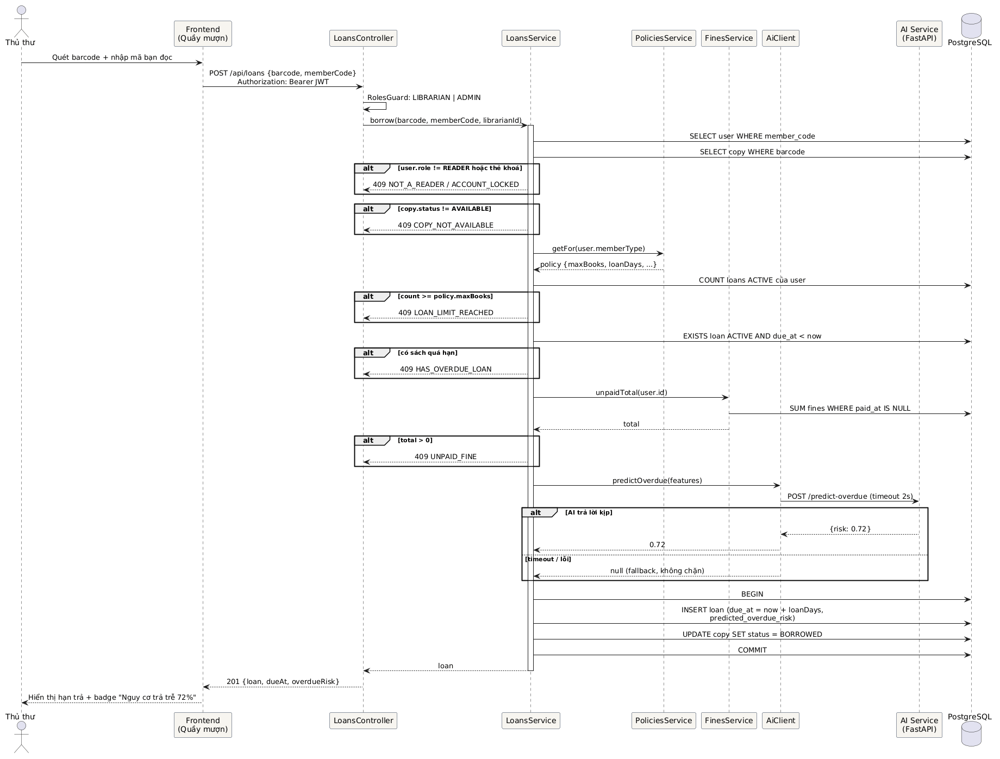 Thủ thư
Frontend
(Quầy mượn)
LoansController
LoansService
PoliciesService
FinesService
AiClient
AI Service
(FastAPI)
PostgreSQL
Quét barcode + nhập mã bạn đọc
POST /api/loans {barcode, memberCode}
Authorization: Bearer JWT
RolesGuard: LIBRARIAN | ADMIN
borrow(barcode, memberCode, librarianId)
SELECT user WHERE member_code
SELECT copy WHERE barcode
alt [user.role != READER hoặc thẻ khoá]
409 NOT_A_READER / ACCOUNT_LOCKED
alt [copy.status != AVAILABLE]
409 COPY_NOT_AVAILABLE
getFor(user.memberType)
policy {maxBooks, loanDays, ...}
COUNT loans ACTIVE của user
alt [count >= policy.maxBooks]
409 LOAN_LIMIT_REACHED
EXISTS loan ACTIVE AND due_at < now
alt [có sách quá hạn]
409 HAS_OVERDUE_LOAN
unpaidTotal(user.id)
SUM fines WHERE paid_at IS NULL
total
alt [total > 0]
409 UNPAID_FINE
predictOverdue(features)
POST /predict-overdue (timeout 2s)
alt [AI trả lời kịp]
{risk: 0.72}
0.72
[timeout / lỗi]
null (fallback, không chặn)
BEGIN
INSERT loan (due_at = now + loanDays,
predicted_overdue_risk)
UPDATE copy SET status = BORROWED
COMMIT
loan
201 {loan, dueAt, overdueRisk}
Hiển thị hạn trả + badge "Nguy cơ trả trễ 72%"
Thủ thư
Frontend
(Quầy mượn)
LoansController
LoansService
PoliciesService
FinesService
AiClient
AI Service
(FastAPI)
PostgreSQL